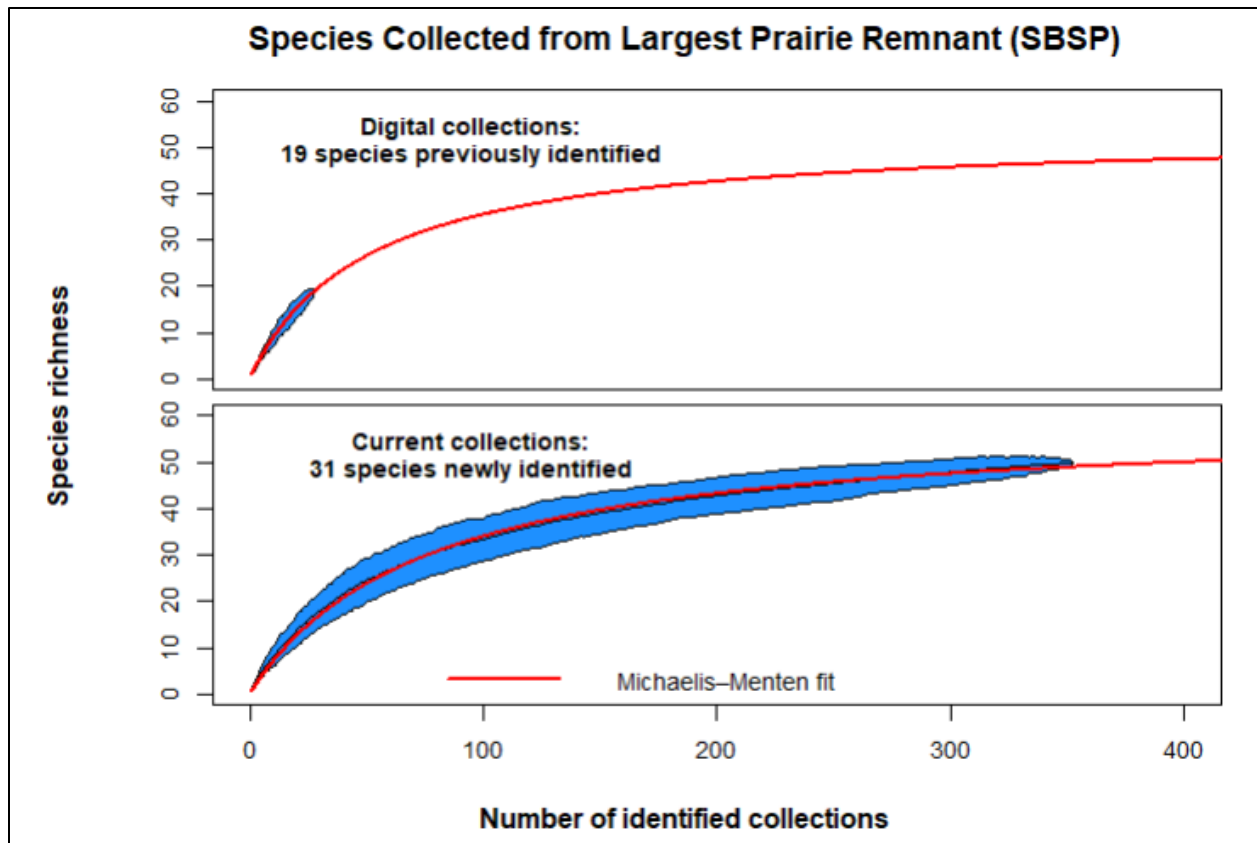 Species Collected from Largest Prairie Remnant (SBSP)
60
50
40
30
20
10
0
Digital collections:
19 species previously identified
Species richness
60
50
40
30
20
10
0
Current collections:
31 species newly identified
Michaelis–Menten fit
0 100 200 300 400
Number of identified collections